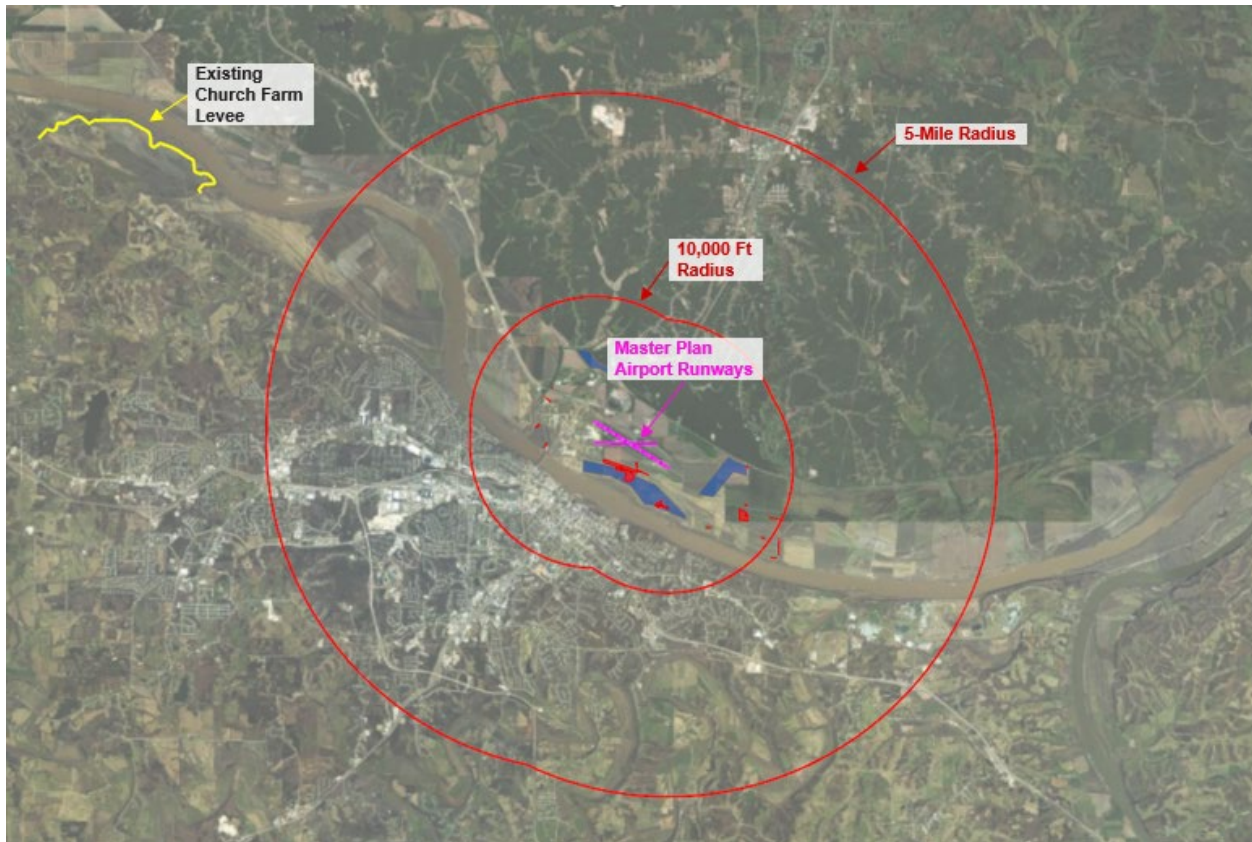 Existing
Church Farm
Levee
5-Mile Radius
10,000 Ft
Radius
Master Plan
Airport Runways